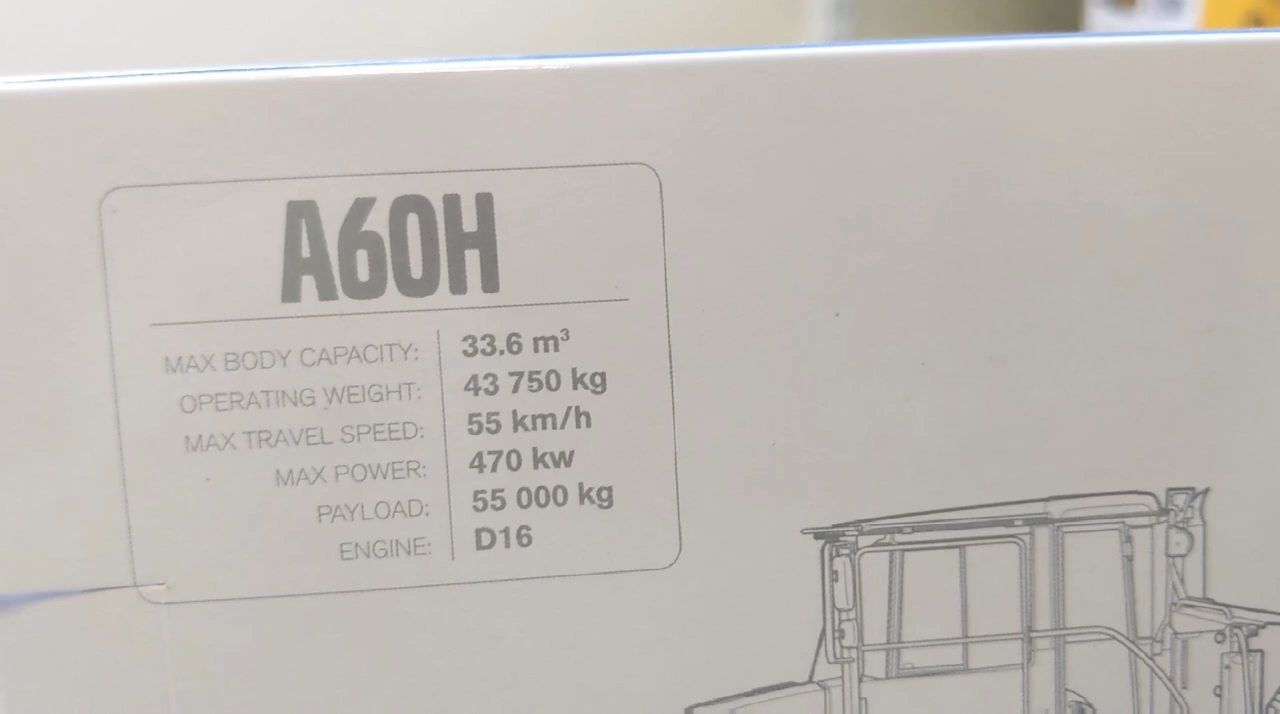 A60H
MAX BODY CAPACITY: 33.6 m³
OPERATING WEIGHT: 43 750 kg
MAX TRAVEL SPEED: 55 km/h
MAX POWER: 470 kw
PAYLOAD: 55 000 kg
ENGINE: D16